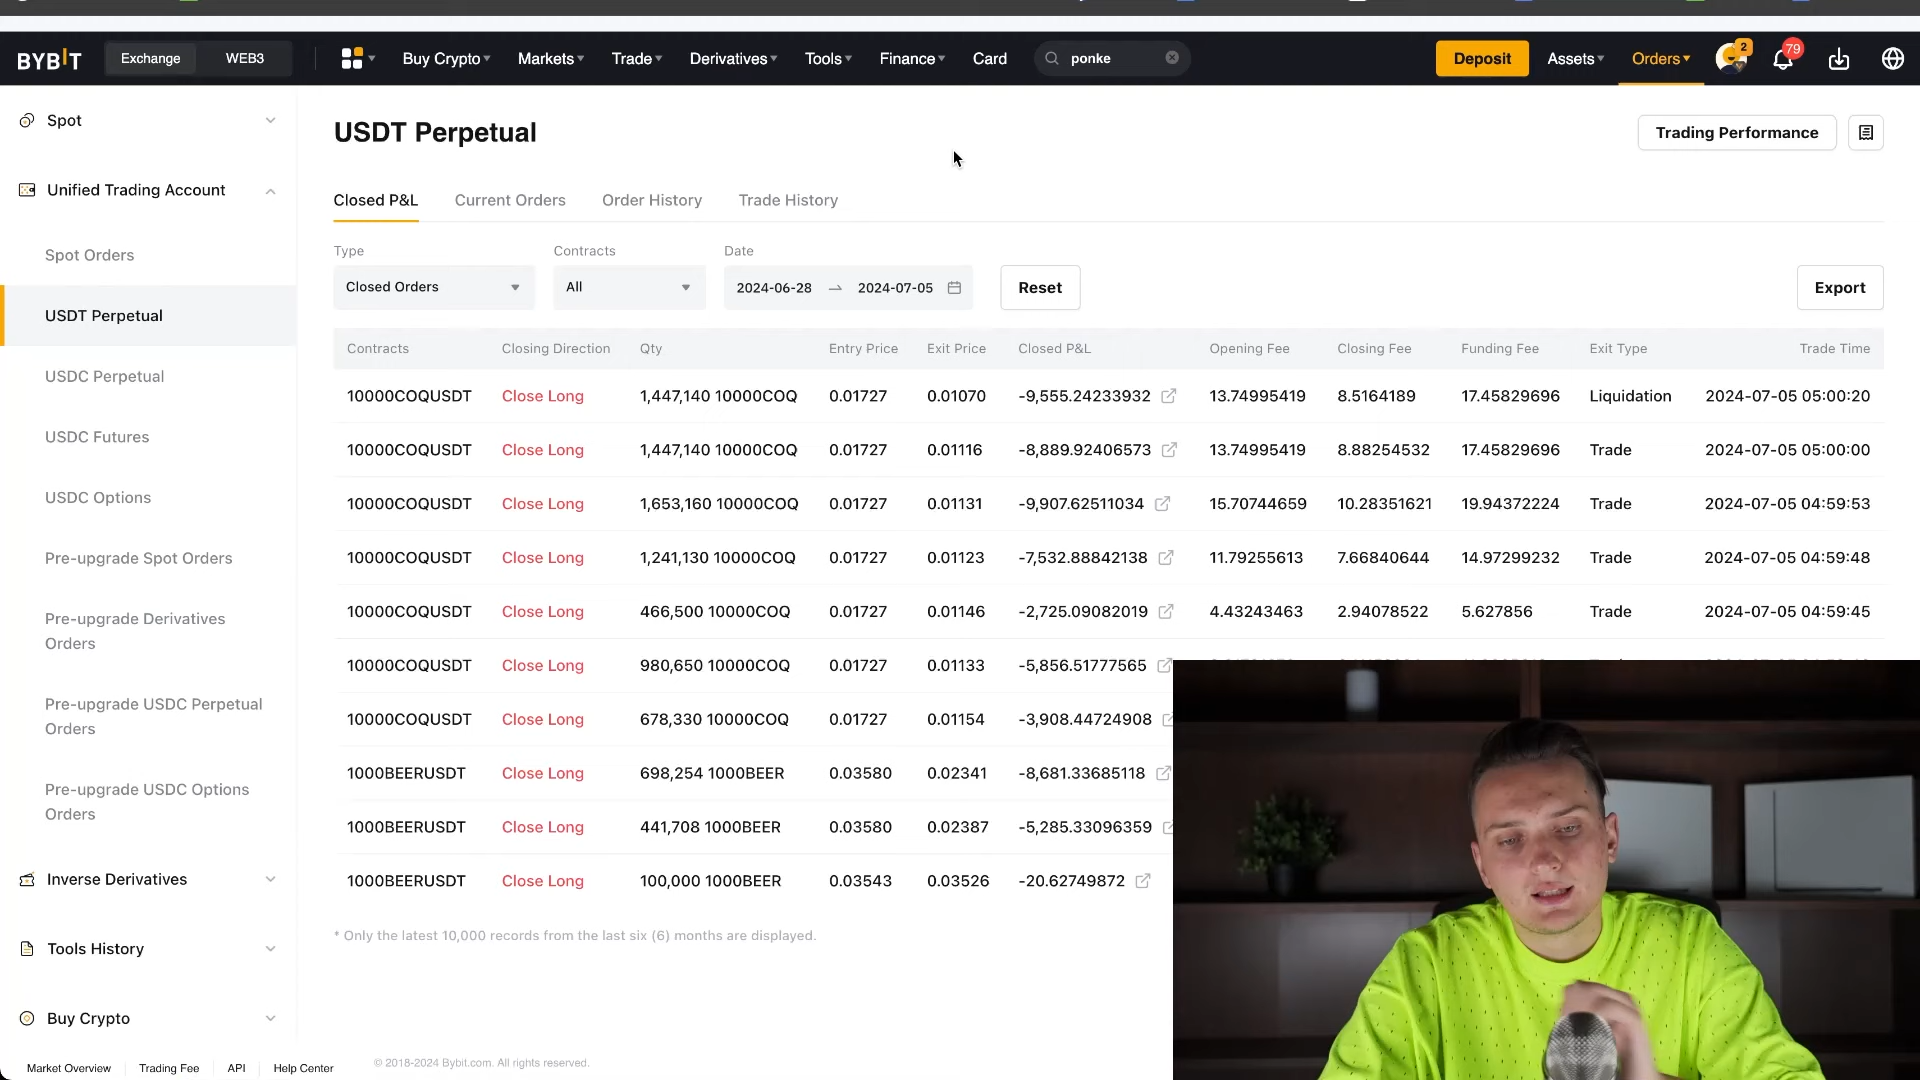 BYBIT Exchange WEB3 Buy Crypto Markets Trade Derivatives Tools Finance Card ponke Deposit Assets Orders 2 79
Spot
Unified Trading Account
Spot Orders
USDT Perpetual
USDC Perpetual
USDC Futures
USDC Options
Pre-upgrade Spot Orders
Pre-upgrade Derivatives
Orders
Pre-upgrade USDC Perpetual
Orders
Pre-upgrade USDC Options
Orders
Inverse Derivatives
Tools History
Buy Crypto
USDT Perpetual Trading Performance
Closed P&L Current Orders Order History Trade History
Type Contracts Date
Closed Orders All 2024-06-28 → 2024-07-05 Reset Export
Contracts Closing Direction Qty Entry Price Exit Price Closed P&L Opening Fee Closing Fee Funding Fee Exit Type Trade Time
10000COQUSDT Close Long 1,447,140 10000COQ 0.01727 0.01070 -9,555.24233932 13.74995419 8.5164189 17.45829696 Liquidation 2024-07-05 05:00:20
10000COQUSDT Close Long 1,447,140 10000COQ 0.01727 0.01116 -8,889.92406573 13.74995419 8.88254532 17.45829696 Trade 2024-07-05 05:00:00
10000COQUSDT Close Long 1,653,160 10000COQ 0.01727 0.01131 -9,907.62511034 15.70744659 10.28351621 19.94372224 Trade 2024-07-05 04:59:53
10000COQUSDT Close Long 1,241,130 10000COQ 0.01727 0.01123 -7,532.88842138 11.79255613 7.66840644 14.97299232 Trade 2024-07-05 04:59:48
10000COQUSDT Close Long 466,500 10000COQ 0.01727 0.01146 -2,725.09082019 4.43243463 2.94078522 5.627856 Trade 2024-07-05 04:59:45
10000COQUSDT Close Long 980,650 10000COQ 0.01727 0.01133 -5,856.51777565
10000COQUSDT Close Long 678,330 10000COQ 0.01727 0.01154 -3,908.44724908
1000BEERUSDT Close Long 698,254 1000BEER 0.03580 0.02341 -8,681.33685118
1000BEERUSDT Close Long 441,708 1000BEER 0.03580 0.02387 -5,285.33096359
1000BEERUSDT Close Long 100,000 1000BEER 0.03543 0.03526 -20.62749872
* Only the latest 10,000 records from the last six (6) months are displayed.
Market Overview Trading Fee API Help Center © 2018-2024 Bybit.com. All rights reserved.